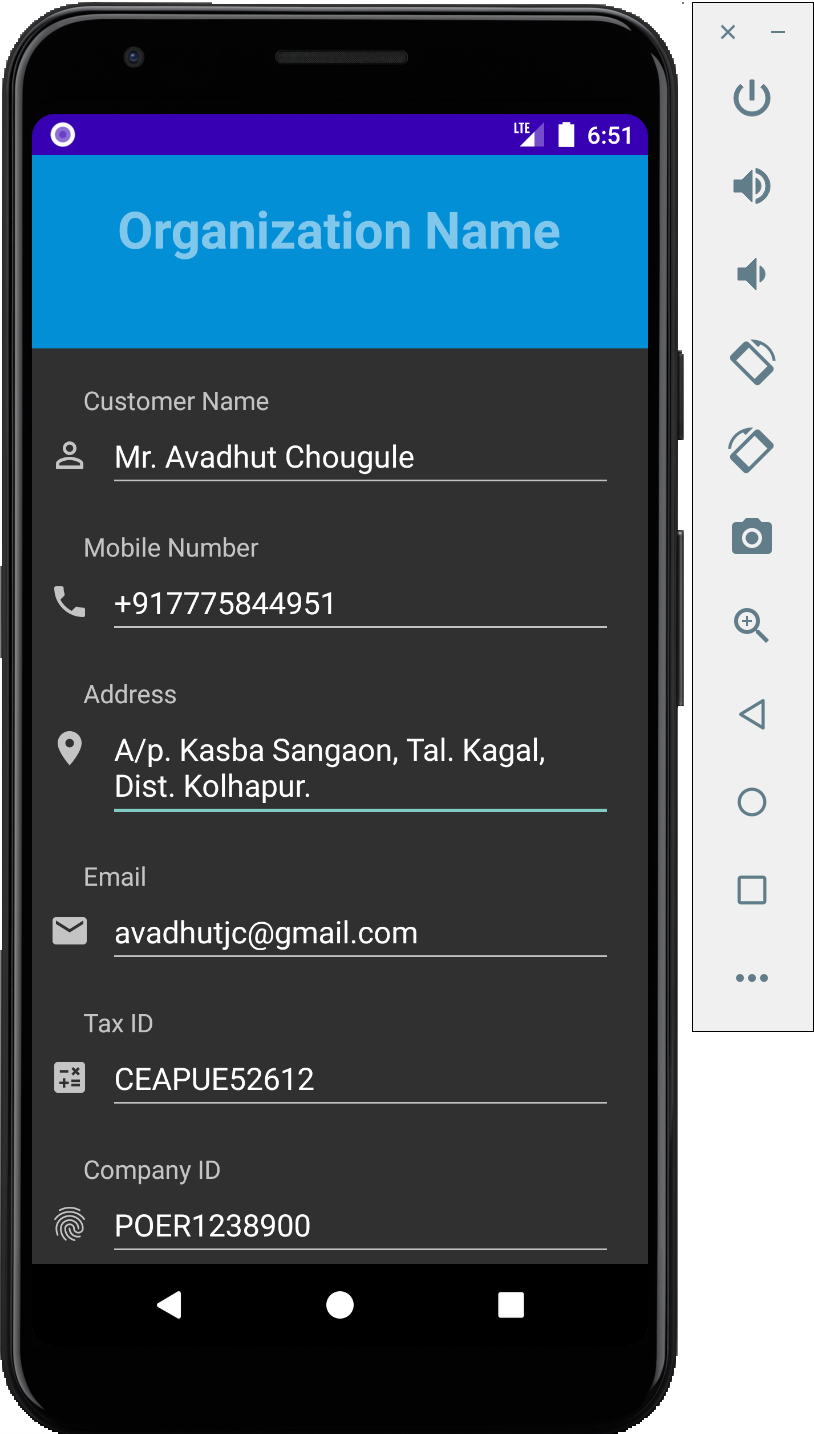 LTE 6:51
Organization Name
Customer Name
Mr. Avadhut Chougule
Mobile Number
+917775844951
Address
A/p. Kasba Sangaon, Tal. Kagal,
Dist. Kolhapur.
Email
avadhutjc@gmail.com
Tax ID
CEAPUE52612
Company ID
POER1238900